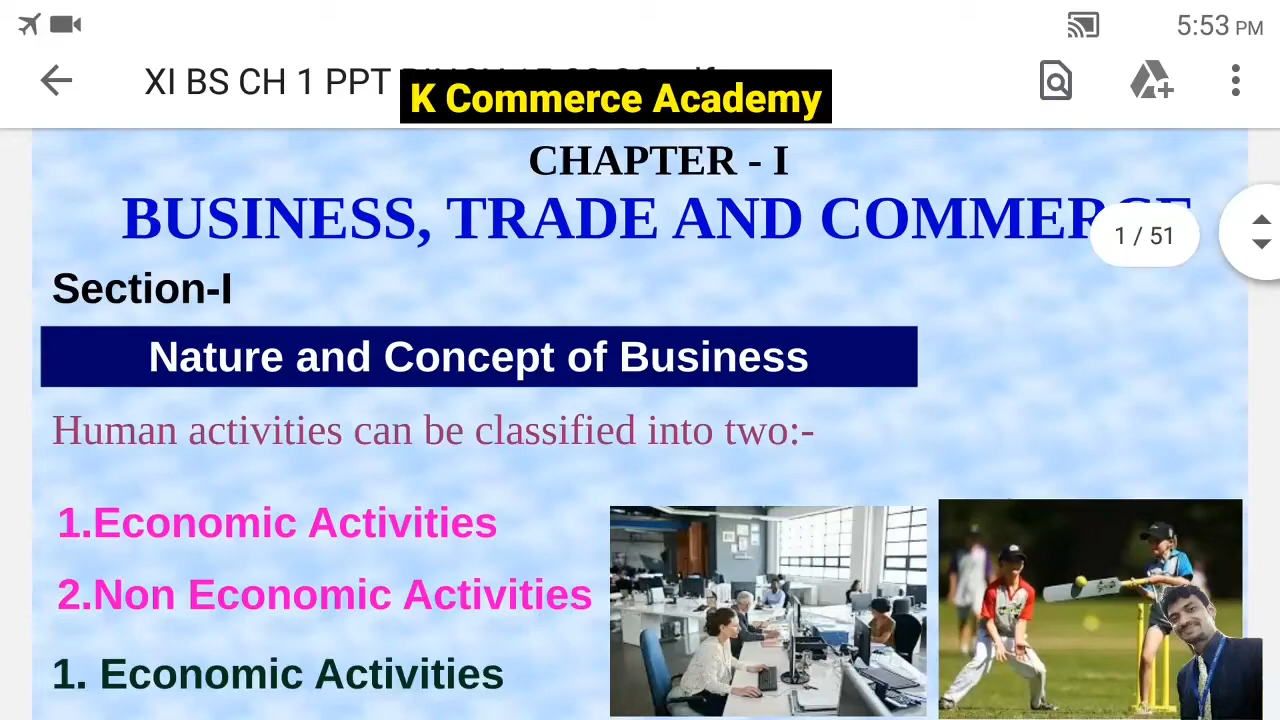 5:53 PM
XI BS CH 1 PPT
K Commerce Academy
CHAPTER - I
BUSINESS, TRADE AND COMMERCE
1 / 51
Section-I
Nature and Concept of Business
Human activities can be classified into two:-
1.Economic Activities
2.Non Economic Activities
1. Economic Activities